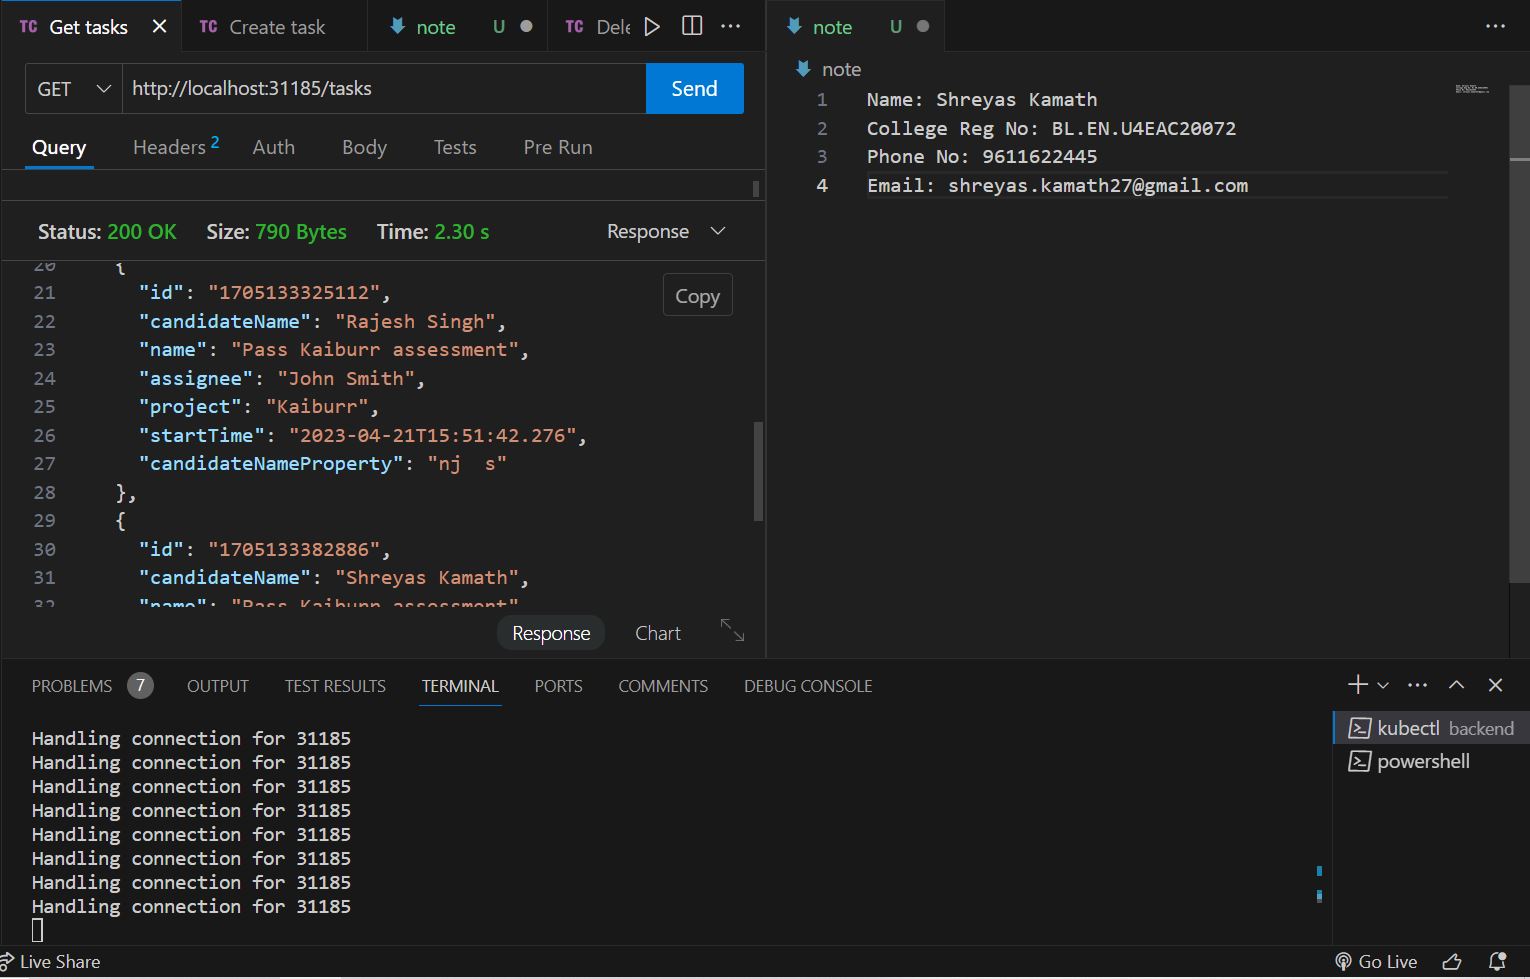 TC Get tasks
TC Create task
note U
TC Dele
note U
GET http://localhost:31185/tasks Send
Query Headers 2 Auth Body Tests Pre Run
Status: 200 OK Size: 790 Bytes Time: 2.30 s Response
20 {
21 "id": "1705133325112",
22 "candidateName": "Rajesh Singh",
23 "name": "Pass Kaiburr assessment",
24 "assignee": "John Smith",
25 "project": "Kaiburr",
26 "startTime": "2023-04-21T15:51:42.276",
27 "candidateNameProperty": "nj  s"
28 },
29 {
30 "id": "1705133382886",
31 "candidateName": "Shreyas Kamath",
32 "name": "Pass Kaiburr assessment"
Copy
Response Chart
note
1 Name: Shreyas Kamath
2 College Reg No: BL.EN.U4EAC20072
3 Phone No: 9611622445
4 Email: shreyas.kamath27@gmail.com
PROBLEMS 7 OUTPUT TEST RESULTS TERMINAL PORTS COMMENTS DEBUG CONSOLE
Handling connection for 31185
Handling connection for 31185
Handling connection for 31185
Handling connection for 31185
Handling connection for 31185
Handling connection for 31185
Handling connection for 31185
Handling connection for 31185
kubectl backend
powershell
Live Share
Go Live